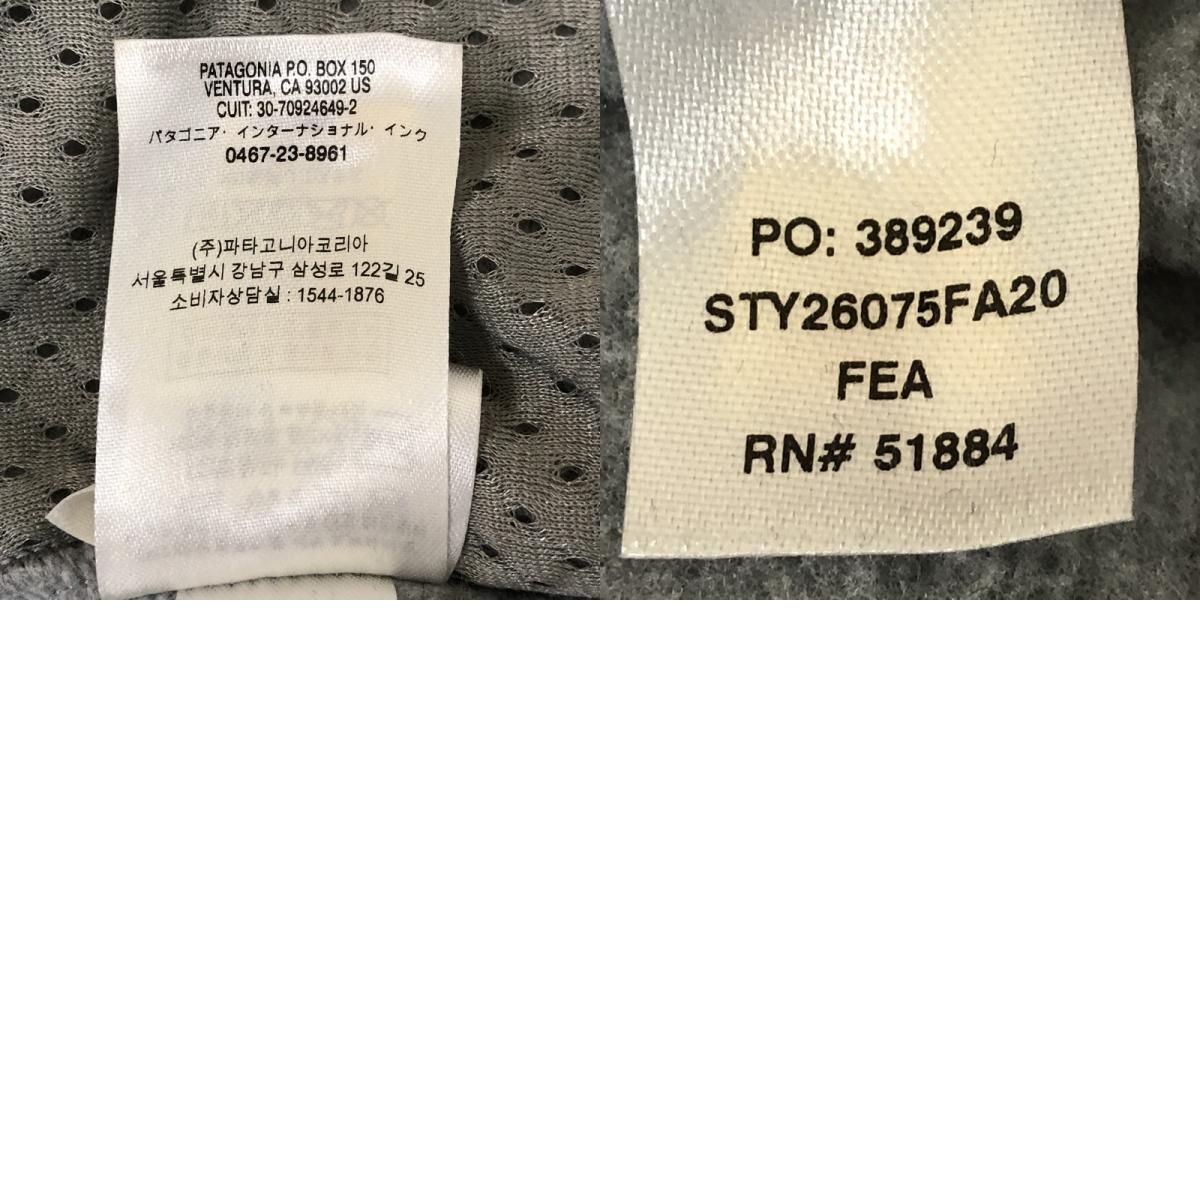 PATAGONIA P.O. BOX 150
VENTURA, CA 93002 US
CUIT: 30-70924649-2
パタゴニア・インターナショナル・インク
0467-23-8961
(주)파타고니아코리아
서울특별시 강남구 삼성로 122길 25
소비자상담실 : 1544-1876
PO: 389239
STY26075FA20
FEA
RN# 51884